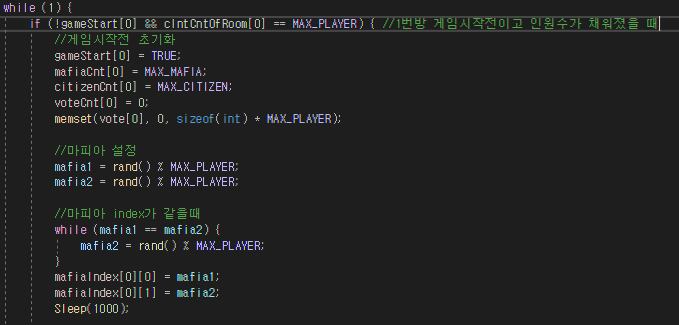 while (1) {
if (!gameStart[0] && clntCntOfRoom[0] == MAX_PLAYER) { //1번방 게임시작전이고 인원수가 채워졌을 때
//게임시작전 초기화
gameStart[0] = TRUE;
mafiaCnt[0] = MAX_MAFIA;
citizenCnt[0] = MAX_CITIZEN;
voteCnt[0] = 0;
memset(vote[0], 0, sizeof(int) * MAX_PLAYER);
//마피아 설정
mafia1 = rand() % MAX_PLAYER;
mafia2 = rand() % MAX_PLAYER;
//마피아 index가 같을때
while (mafia1 == mafia2) {
mafia2 = rand() % MAX_PLAYER;
}
mafiaIndex[0][0] = mafia1;
mafiaIndex[0][1] = mafia2;
Sleep(1000);